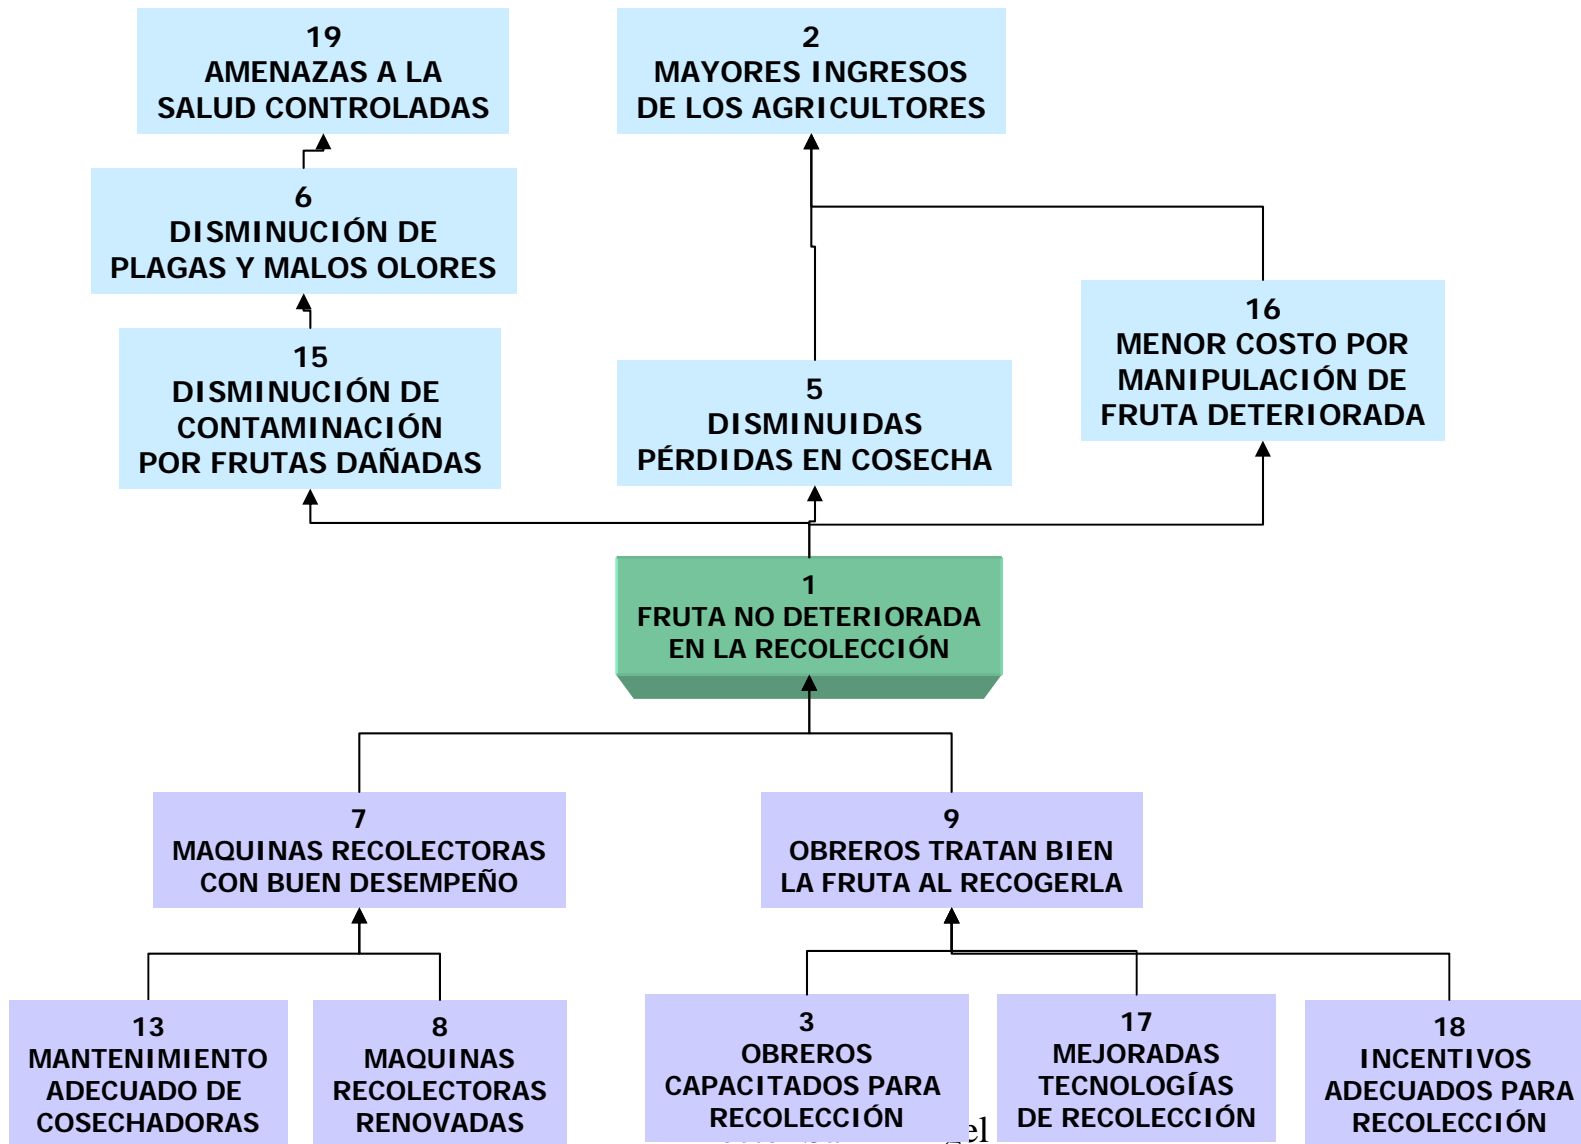 19
AMENAZAS A LA
SALUD CONTROLADAS
2
MAYORES INGRESOS
DE LOS AGRICULTORES
6
DISMINUCIÓN DE
PLAGAS Y MALOS OLORES
16
MENOR COSTO POR
MANIPULACIÓN DE
FRUTA DETERIORADA
15
DISMINUCIÓN DE
CONTAMINACIÓN
POR FRUTAS DAÑADAS
5
DISMINUIDAS
PÉRDIDAS EN COSECHA
1
FRUTA NO DETERIORADA
EN LA RECOLECCIÓN
7
MAQUINAS RECOLECTORAS
CON BUEN DESEMPEÑO
9
OBREROS TRATAN BIEN
LA FRUTA AL RECOGERLA
13
MANTENIMIENTO
ADECUADO DE
COSECHADORAS
8
MAQUINAS
RECOLECTORAS
RENOVADAS
3
OBREROS
CAPACITADOS PARA
RECOLECCIÓN
17
MEJORADAS
TECNOLOGÍAS
DE RECOLECCIÓN
18
INCENTIVOS
ADECUADOS PARA
RECOLECCIÓN